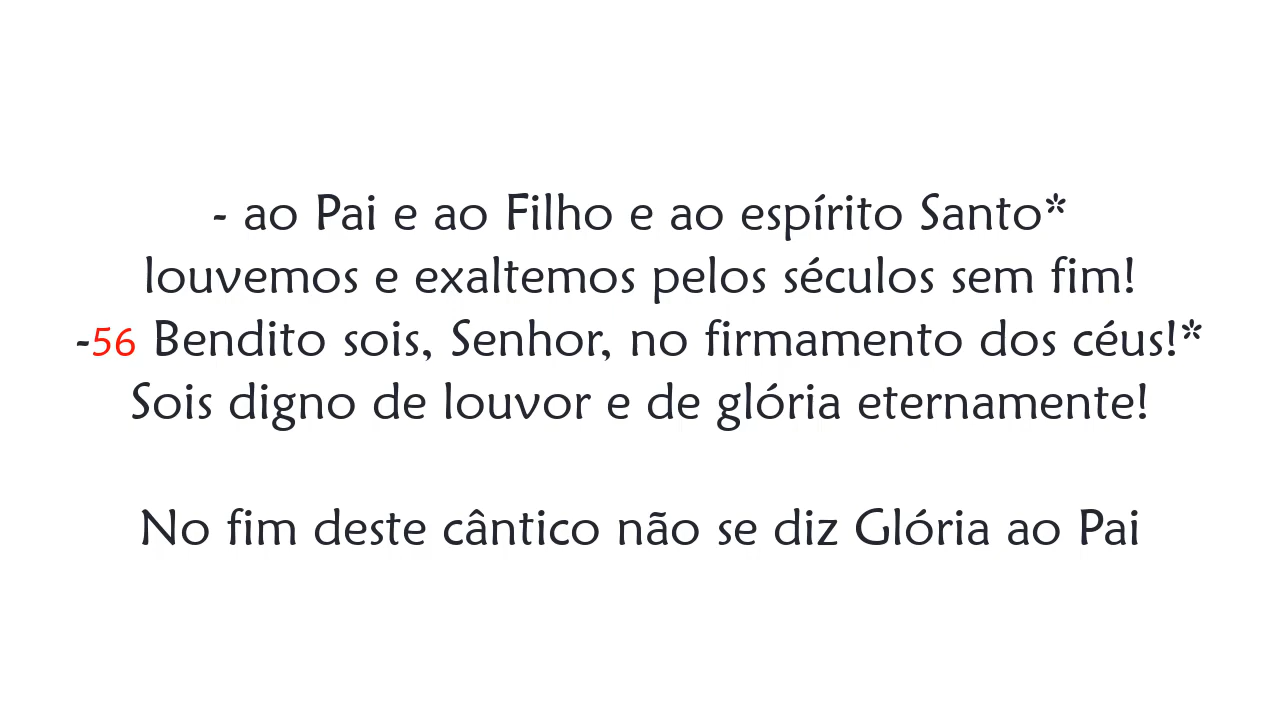 - ao Pai e ao Filho e ao espírito Santo*
louvemos e exaltemos pelos séculos sem fim!
-56 Bendito sois, Senhor, no firmamento dos céus!*
Sois digno de louvor e de glória eternamente!
No fim deste cântico não se diz Glória ao Pai